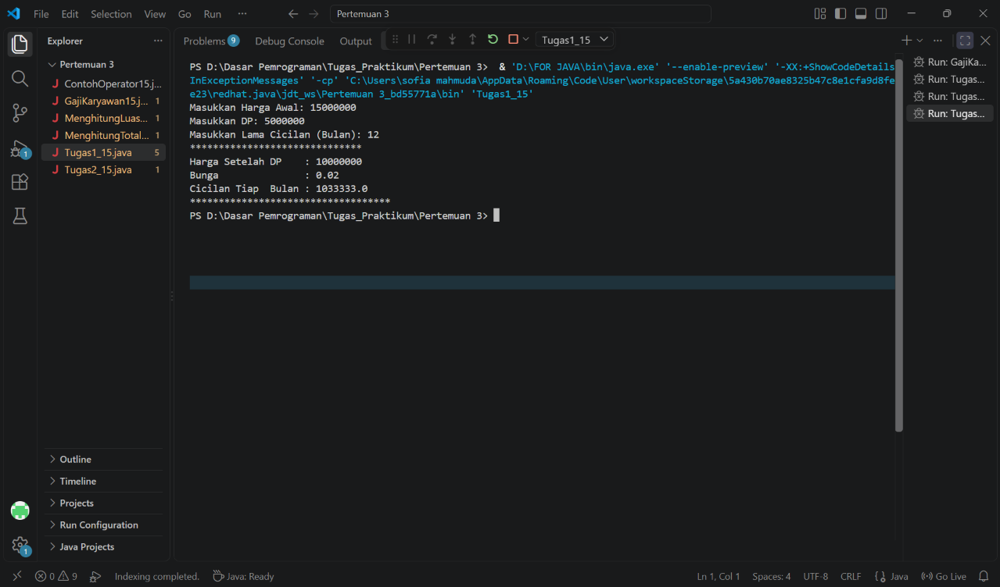 File Edit Selection View Go Run ··· Pertemuan 3
Explorer ···
Pertemuan 3
J ContohOperator15.j...
J GajiKaryawan15.j... 1
J MenghitungLuas... 1
J MenghitungTotal... 1
J Tugas1_15.java 5
J Tugas2_15.java 1
Outline
Timeline
Projects
Run Configuration
Java Projects
1
1
Problems 9 Debug Console Output Tugas1_15
PS D:\Dasar Pemrograman\Tugas_Praktikum\Pertemuan 3> & 'D:\FOR JAVA\bin\java.exe' '--enable-preview' '-XX:+ShowCodeDetails
InExceptionMessages' '-cp' 'C:\Users\sofia mahmuda\AppData\Roaming\Code\User\workspaceStorage\5a430b70ae8325b47c8e1cfa9d8fe
e23\redhat.java\jdt_ws\Pertemuan 3_bd55771a\bin' 'Tugas1_15'
Masukkan Harga Awal: 15000000
Masukkan DP: 5000000
Masukkan Lama Cicilan (Bulan): 12
******************************
Harga Setelah DP    : 10000000
Bunga               : 0.02
Cicilan Tiap  Bulan : 1033333.0
***********************************
PS D:\Dasar Pemrograman\Tugas_Praktikum\Pertemuan 3>
Run: GajiKa...
Run: Tugas...
Run: Tugas...
Run: Tugas...
0 9 Indexing completed. Java: Ready Ln 1, Col 1 Spaces: 4 UTF-8 CRLF {} Java Go Live